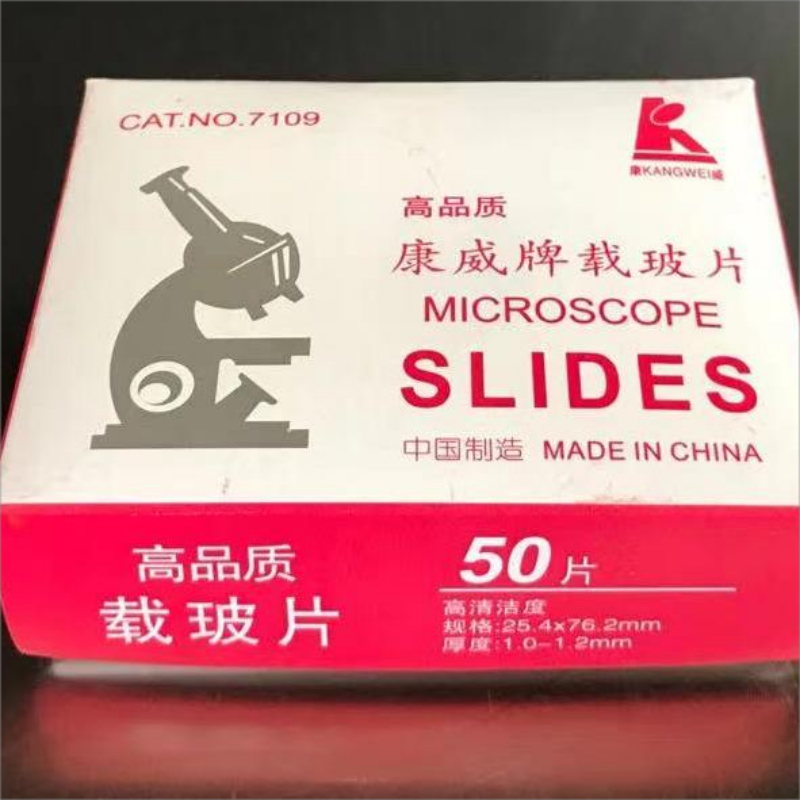 CAT.NO.7109
康KANGWEI威
高品质
康威牌载玻片
MICROSCOPE
SLIDES
中国制造 MADE IN CHINA
高品质
载玻片
50片
高清洁度
规格:25.4x76.2mm
厚度:1.0-1.2mm